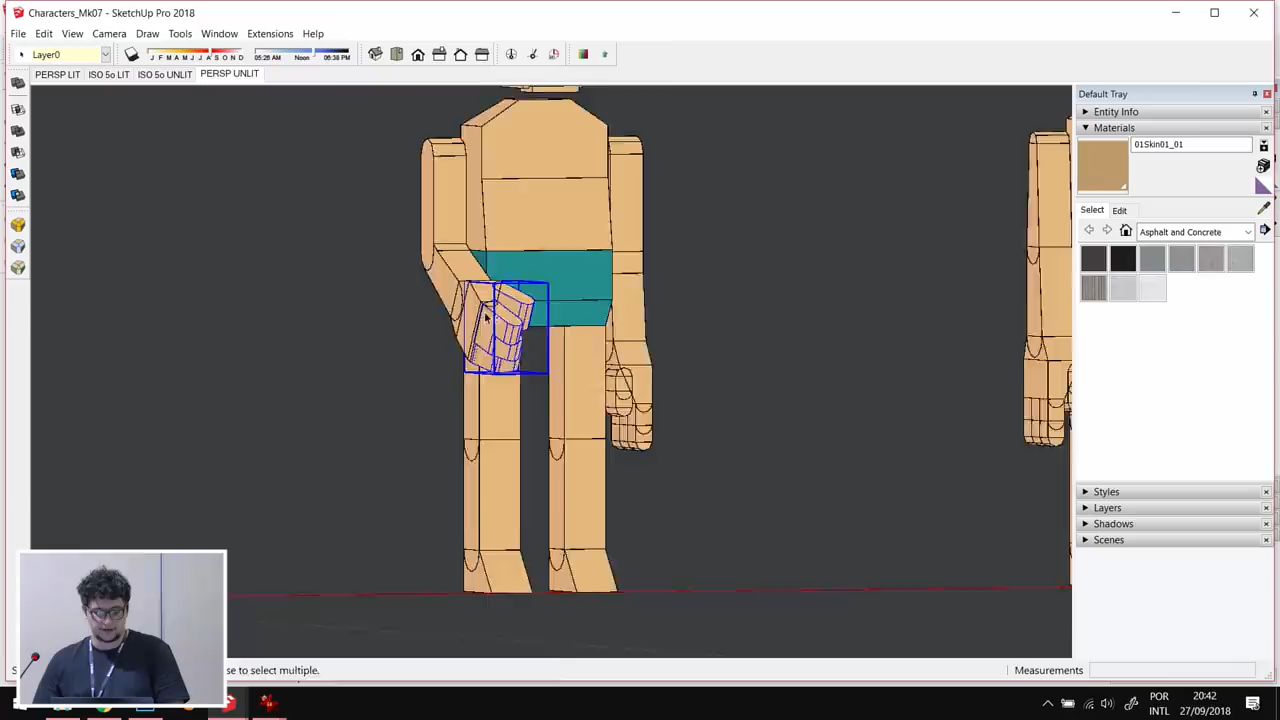 Characters_Mk07 - SketchUp Pro 2018
File Edit View Camera Draw Tools Window Extensions Help
Layer0
J F M A M J J A S O N D
05:26 AM Noon 06:38 PM
PERSP LIT ISO 5o LIT ISO 5o UNLIT PERSP UNLIT
Default Tray
Entity Info
Materials
01Skin01_01
Select Edit
Asphalt and Concrete
Styles
Layers
Shadows
Scenes
se to select multiple.
Measurements
POR
INTL
20:42
27/09/2018